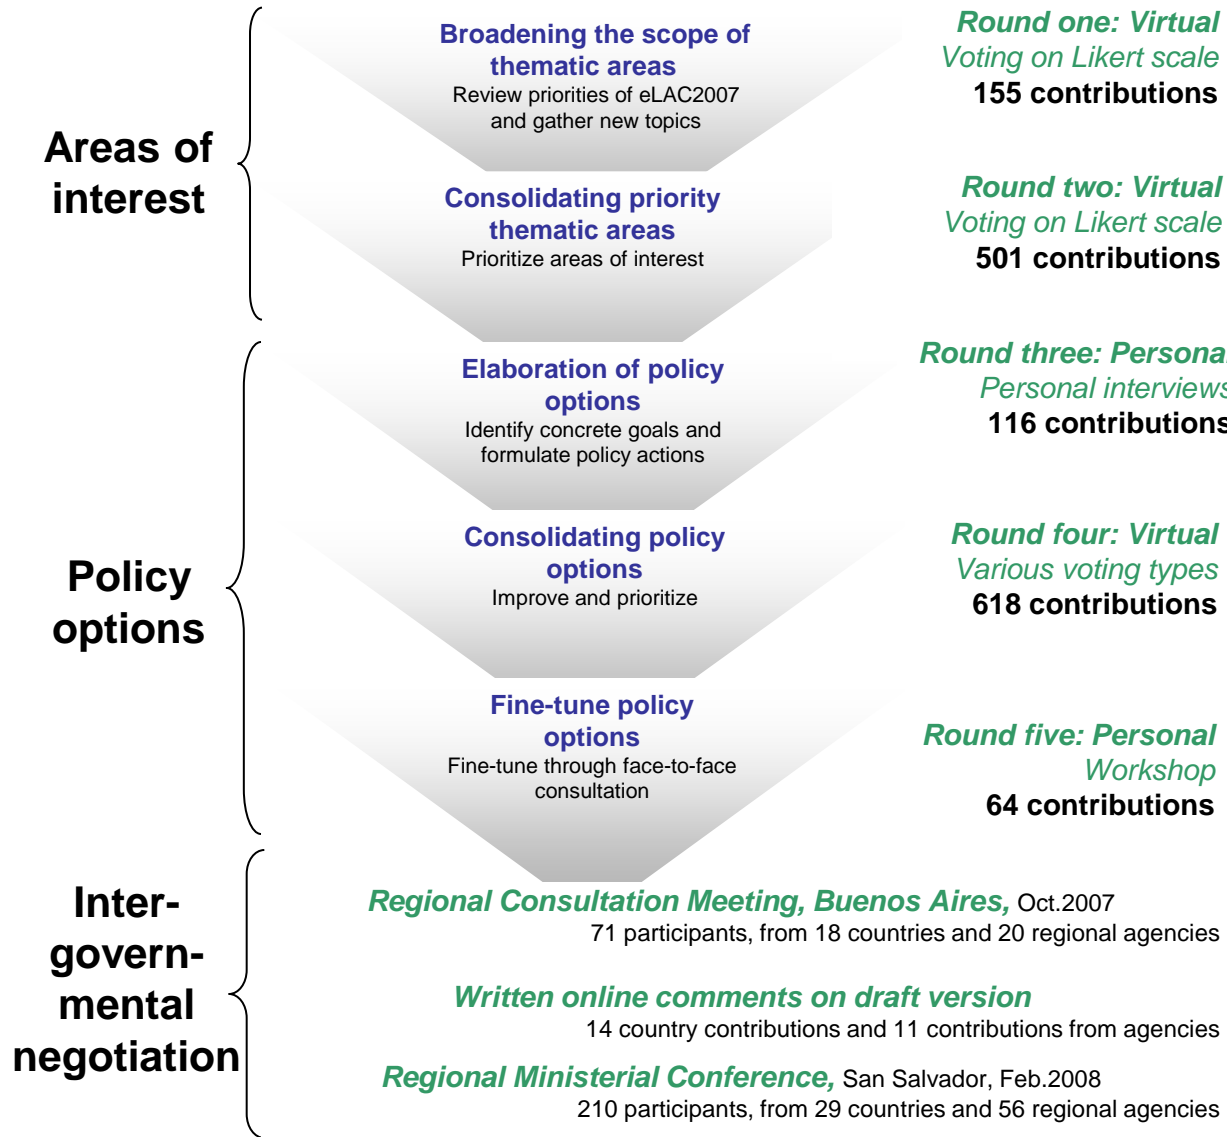 Areas of
interest
Broadening the scope of
thematic areas
Review priorities of eLAC2007
and gather new topics
Round one: Virtual
Voting on Likert scale
155 contributions
Consolidating priority
thematic areas
Prioritize areas of interest
Round two: Virtual
Voting on Likert scale
501 contributions
Policy
options
Elaboration of policy
options
Identify concrete goals and
formulate policy actions
Round three: Personal
Personal interviews
116 contributions
Consolidating policy
options
Improve and prioritize
Round four: Virtual
Various voting types
618 contributions
Fine-tune policy
options
Fine-tune through face-to-face
consultation
Round five: Personal
Workshop
64 contributions
Inter-
govern-
mental
negotiation
Regional Consultation Meeting, Buenos Aires, Oct.2007
71 participants, from 18 countries and 20 regional agencies
Written online comments on draft version
14 country contributions and 11 contributions from agencies
Regional Ministerial Conference, San Salvador, Feb.2008
210 participants, from 29 countries and 56 regional agencies